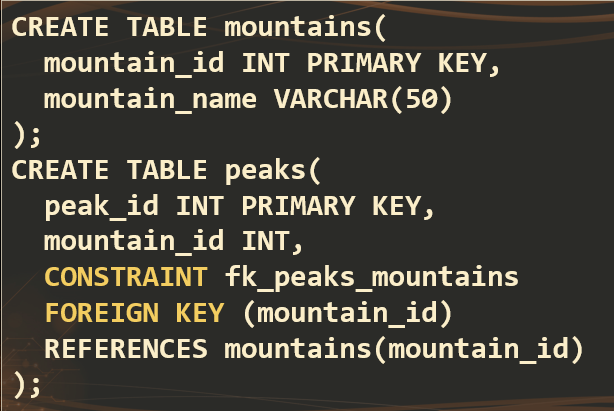 CREATE TABLE mountains(
mountain_id INT PRIMARY KEY,
mountain_name VARCHAR(50)
);
CREATE TABLE peaks(
peak_id INT PRIMARY KEY,
mountain_id INT,
CONSTRAINT fk_peaks_mountains
FOREIGN KEY (mountain_id)
REFERENCES mountains(mountain_id)
);